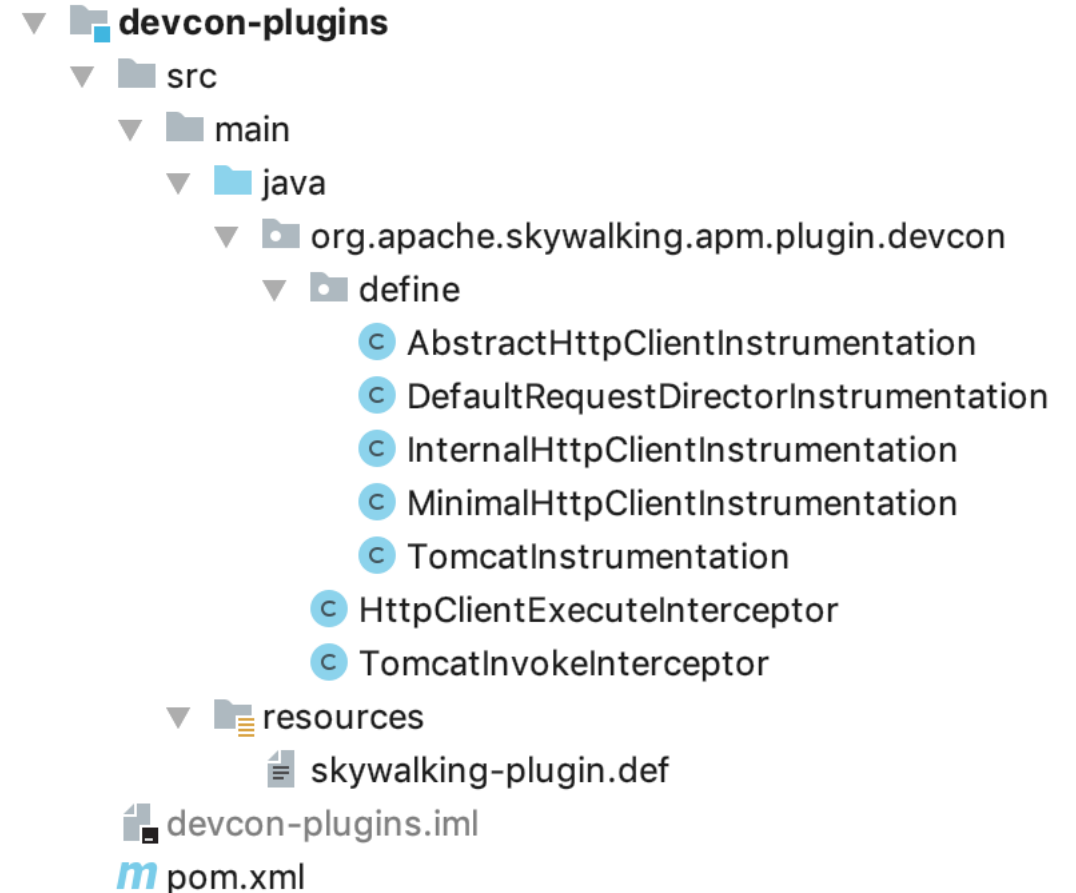 devcon-plugins
src
main
java
org.apache.skywalking.apm.plugin.devcon
define
C AbstractHttpClientInstrumentation
C DefaultRequestDirectorInstrumentation
C InternalHttpClientInstrumentation
C MinimalHttpClientInstrumentation
C TomcatInstrumentation
C HttpClientExecuteInterceptor
C TomcatInvokeInterceptor
resources
skywalking-plugin.def
devcon-plugins.iml
m pom.xml